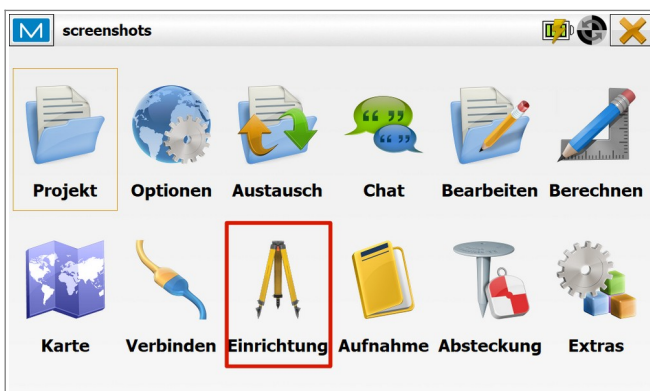 screenshots
Projekt Optionen Austausch Chat Bearbeiten Berechnen
Karte Verbinden Einrichtung Aufnahme Absteckung Extras